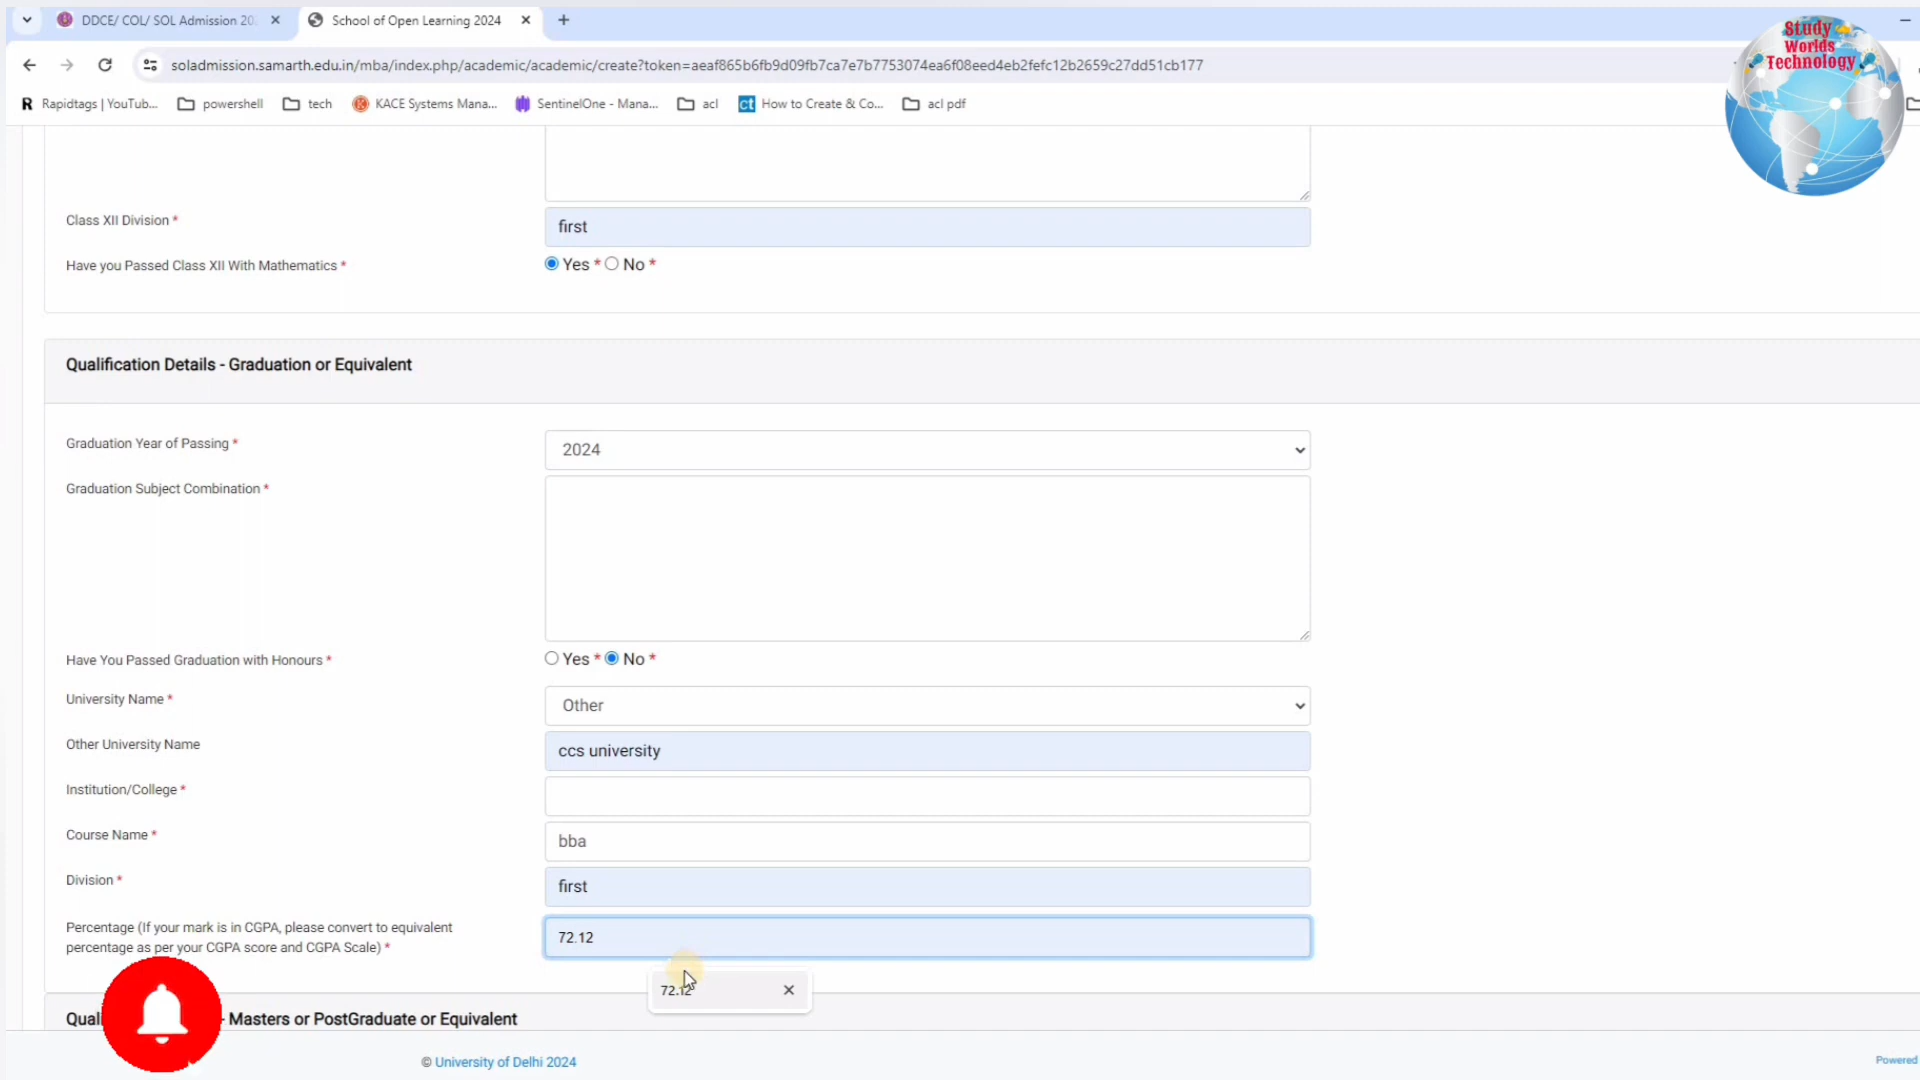 DDCE/ COL/ SOL Admission 20
School of Open Learning 2024
Study
Worlds
Technology
soladmission.samarth.edu.in/mba/index.php/academic/academic/create?token=aeaf865b6fb9d09fb7ca7e7b7753074ea6f08eed4eb2fefc12b2659c27dd51cb177
R Rapidtags | YouTub... powershell tech KACE Systems Mana... SentinelOne - Mana... acl ct How to Create & Co... acl pdf
Class XII Division * first
Have you Passed Class XII With Mathematics * Yes * No *
Qualification Details - Graduation or Equivalent
Graduation Year of Passing * 2024
Graduation Subject Combination *
Have You Passed Graduation with Honours * Yes * No *
University Name * Other
Other University Name ccs university
Institution/College *
Course Name * bba
Division * first
Percentage (If your mark is in CGPA, please convert to equivalent
percentage as per your CGPA score and CGPA Scale) * 72.12
72.12
- Masters or PostGraduate or Equivalent
© University of Delhi 2024
Powered